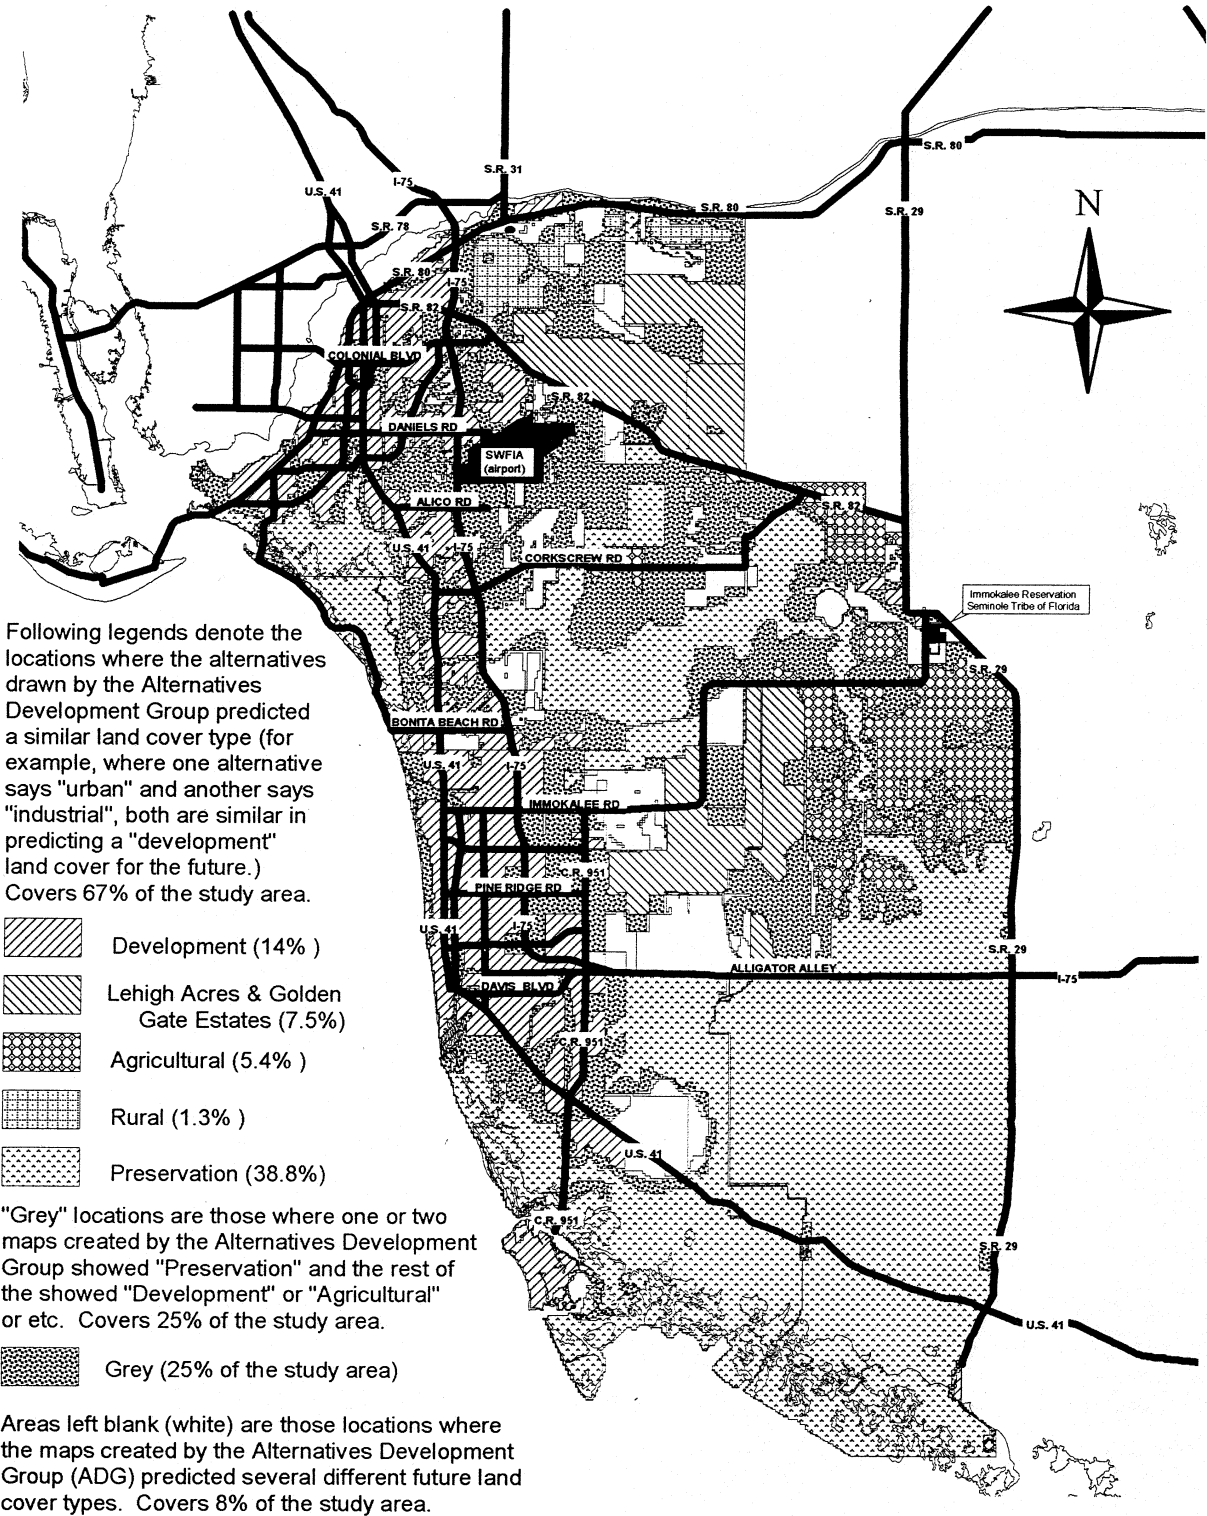 S.R. 31
S.R. 80
I-75
U.S. 41
S.R. 80
S.R. 29
N
S.R. 78
S.R. 80
I-75
S.R. 82
COLONIAL BLVD
S.R. 82
DANIELS RD
SWFIA
(airport)
ALICO RD
S.R. 82
U.S. 41
I-75
CORKSCREW RD
Immokalee Reservation
Seminole Tribe of Florida
S.R. 29
BONITA BEACH RD
U.S. 41
I-75
IMMOKALEE RD
C.R. 951
PINE RIDGE RD
U.S. 41
I-75
S.R. 29
ALLIGATOR ALLEY
I-75
DAVIS BLVD
C.R. 951
U.S. 41
C.R. 951
S.R. 29
U.S. 41
Following legends denote the
locations where the alternatives
drawn by the Alternatives
Development Group predicted
a similar land cover type (for
example, where one alternative
says "urban" and another says
"industrial", both are similar in
predicting a "development"
land cover for the future.)
Covers 67% of the study area.
Development (14% )
Lehigh Acres & Golden
Gate Estates (7.5%)
Agricultural (5.4% )
Rural (1.3% )
Preservation (38.8%)
"Grey" locations are those where one or two
maps created by the Alternatives Development
Group showed "Preservation" and the rest of
the showed "Development" or "Agricultural"
or etc.  Covers 25% of the study area.
Grey (25% of the study area)
Areas left blank (white) are those locations where
the maps created by the Alternatives Development
Group (ADG) predicted several different future land
cover types.  Covers 8% of the study area.